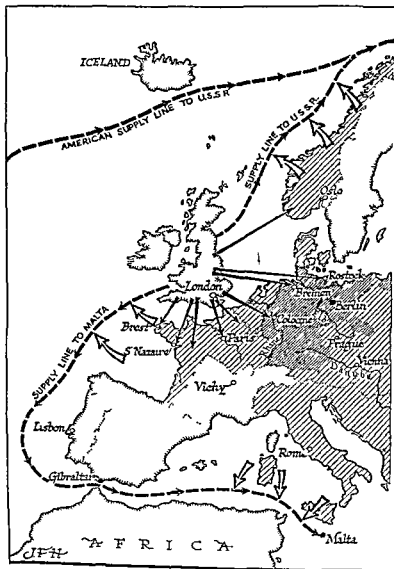 ICELAND
AMERICAN SUPPLY LINE TO U.S.S.R.
SUPPLY LINE TO U.S.S.R.
Oslo
London
Rostock
Bremen
Berlin
Brest
Paris
Cologne
Prague
Vienna
Danube
SUPPLY LINE TO MALTA
St Nazaire
Vichy
Lisbon
Rome
Gibraltar
Malta
JFH
AFRICA